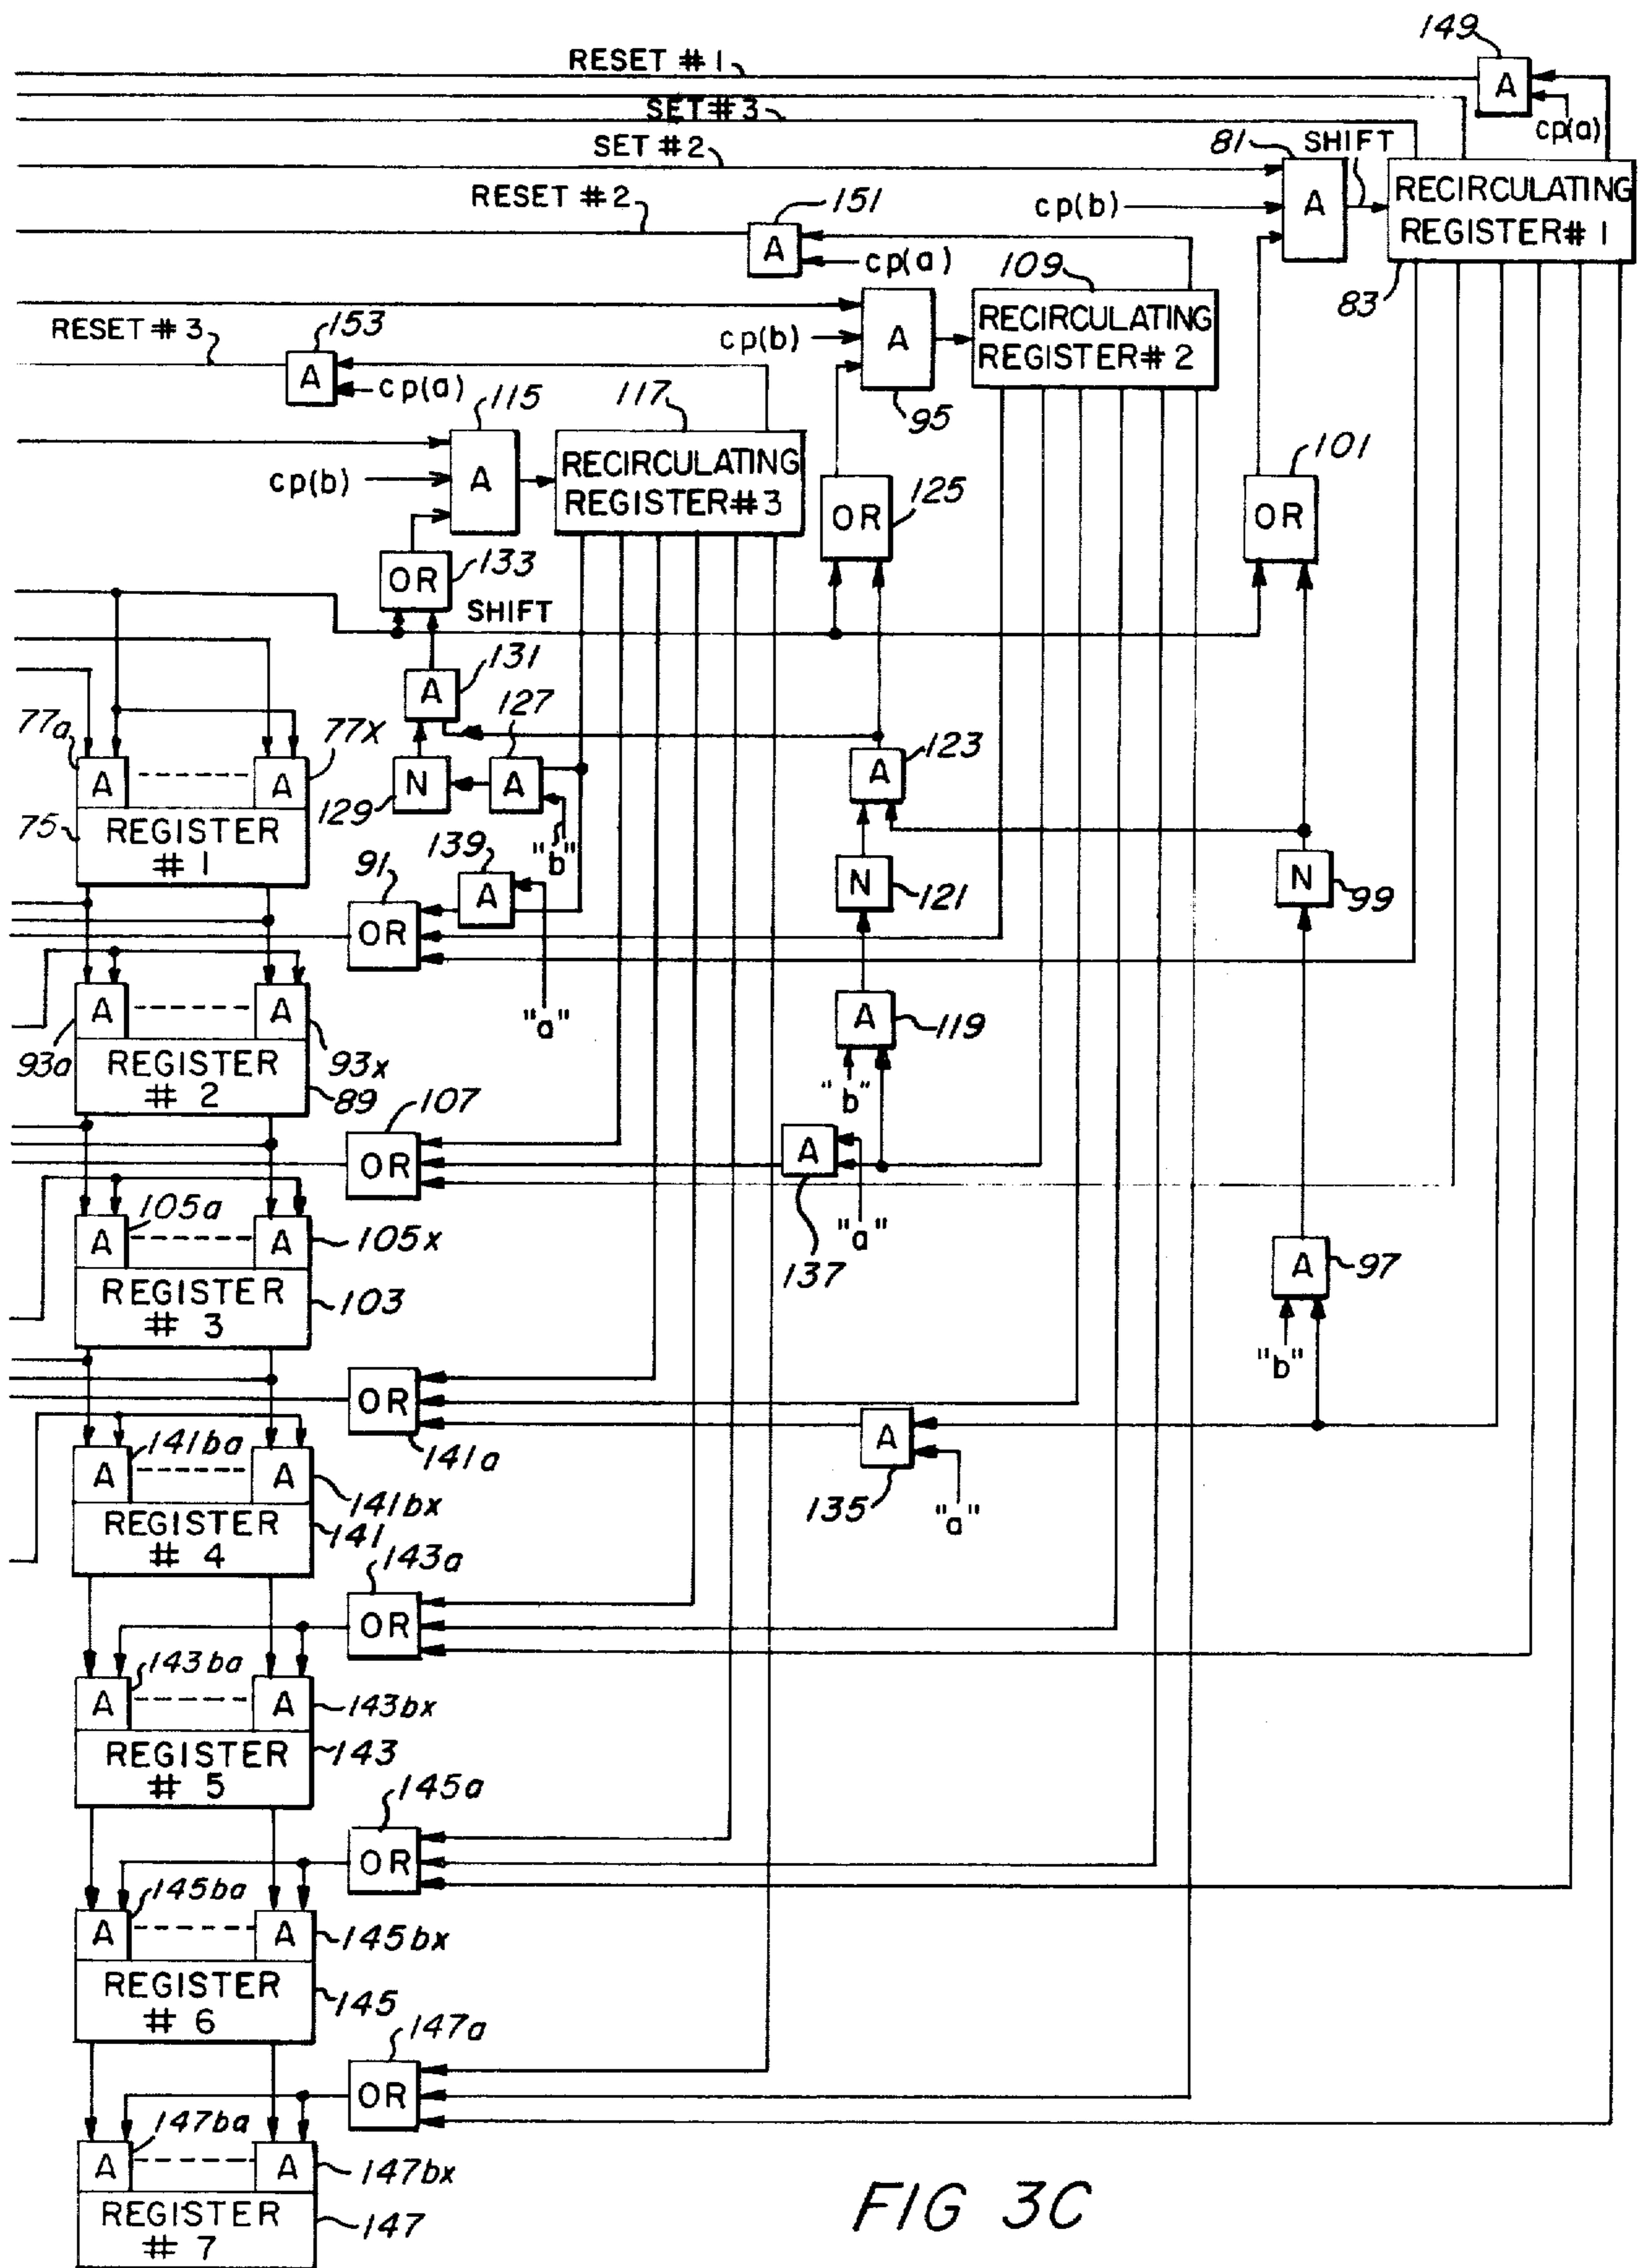 149
RESET # 1
A
SET # 3
cp(a)
SET # 2
81
SHIFT
RECIRCULATING
REGISTER # 1
RESET # 2
151
cp(b)
A
A
cp(a)
109
83
RESET # 3
153
RECIRCULATING
REGISTER # 2
cp(b)
A
A
cp(a)
115
117
95
RECIRCULATING
REGISTER #3
101
cp(b)
A
125
OR
OR
OR
133
SHIFT
131
A
127
77a
77x
123
A
A
N
A
A
129
75
REGISTER
# 1
"b"
139
91
A
N
121
N
99
OR
A
A
"a"
A
119
93a
REGISTER
# 2
93x
89
"b"
107
OR
A
105a
"a"
A
A
105x
137
A
97
REGISTER
# 3
103
"b"
OR
141ba
141a
A
A
A
141bx
135
"a"
REGISTER
# 4
141
143a
OR
143ba
A
A
143bx
REGISTER
# 5
143
145a
OR
145ba
A
A
145bx
REGISTER
# 6
145
147a
OR
147ba
A
A
147bx
REGISTER
# 7
147
FIG 3C